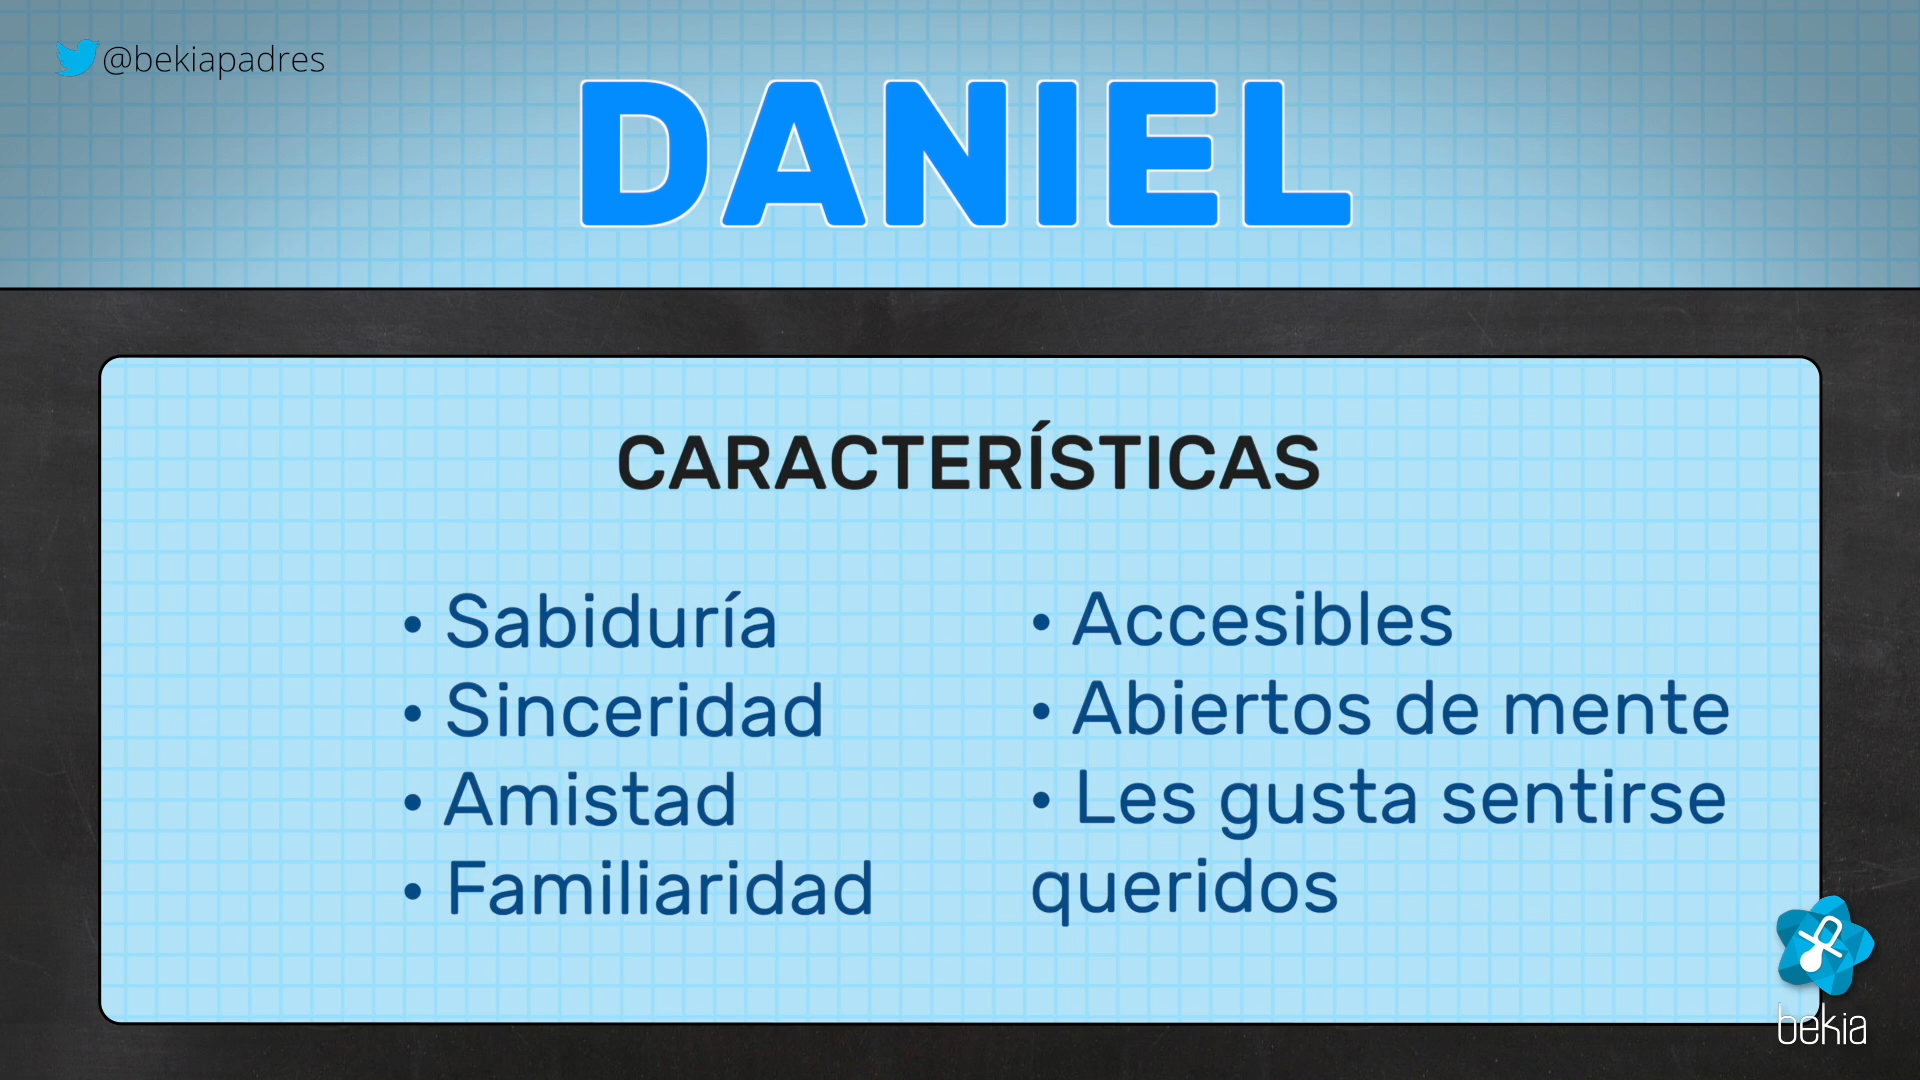 @bekiapadres
DANIEL
CARACTERÍSTICAS
• Sabiduría
• Sinceridad
• Amistad
• Familiaridad
• Accesibles
• Abiertos de mente
• Les gusta sentirse
queridos
bekia